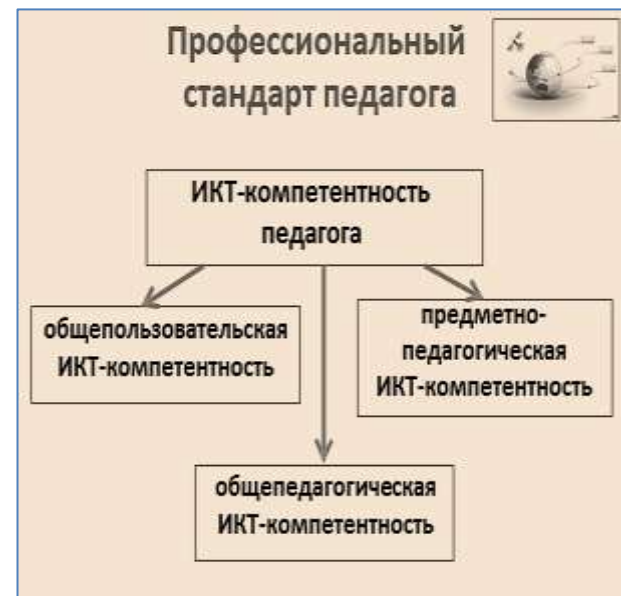 Профессиональный
стандарт педагога
ИКТ-компетентность
педагога
общепользовательская
ИКТ-компетентность
предметно-
педагогическая
ИКТ-компетентность
общепедагогическая
ИКТ-компетентность